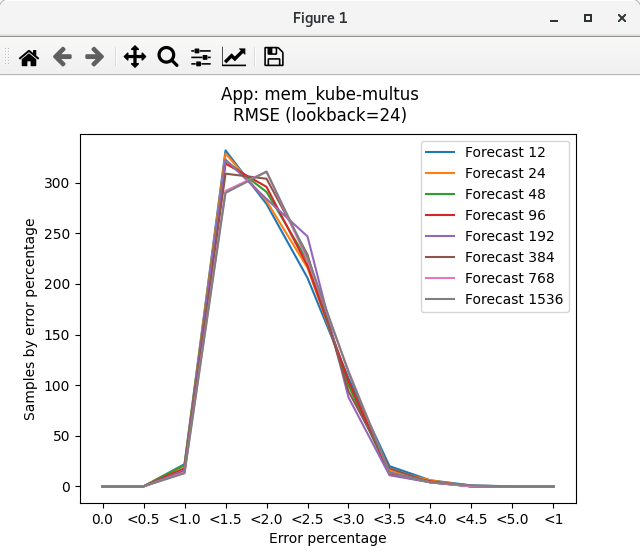 Figure 1
App: mem_kube-multus
RMSE (lookback=24)
Samples by error percentage
300
250
200
150
100
50
0
Forecast 12
Forecast 24
Forecast 48
Forecast 96
Forecast 192
Forecast 384
Forecast 768
Forecast 1536
0.0 <0.5 <1.0 <1.5 <2.0 <2.5 <3.0 <3.5 <4.0 <4.5 <5.0 <1
Error percentage